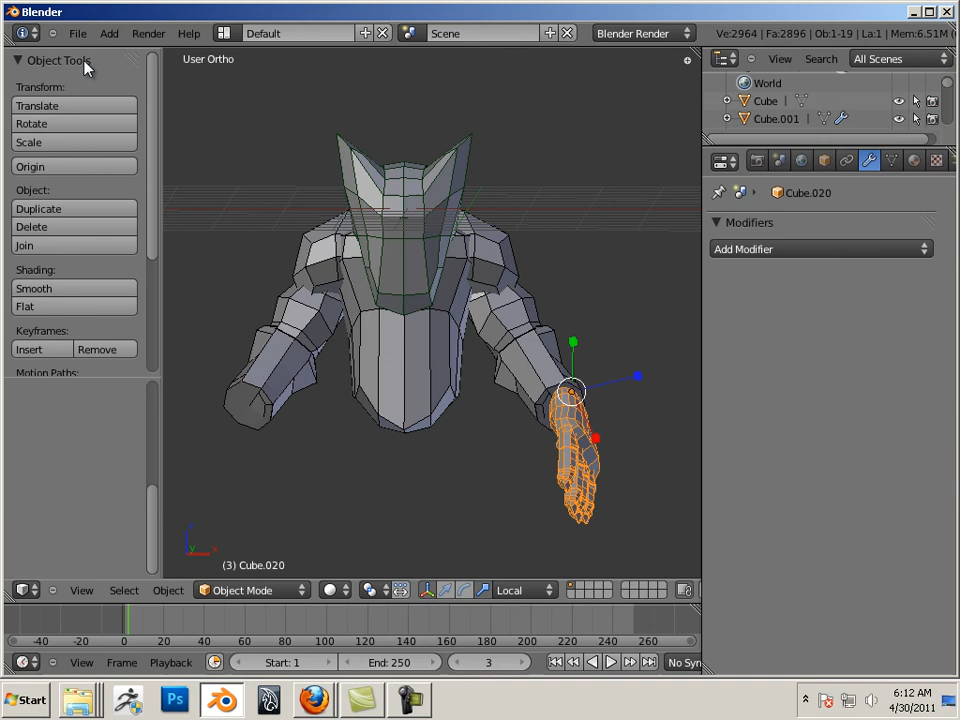 Blender
File Add Render Help Default Scene Blender Render Ve:2964 | Fa:2896 | Ob:1-19 | La:1 | Mem:6.51M
Object Tools
User Ortho
View Search All Scenes
Transform:
World
Translate
Cube
Rotate
Cube.001
Scale
Origin
Object:
Cube.020
Duplicate
Delete
Modifiers
Join
Add Modifier
Shading:
Smooth
Flat
Keyframes:
Insert Remove
Motion Paths:
(3) Cube.020
View Select Object Object Mode Local
-40 -20 0 20 40 60 80 100 120 140 160 180 200 220 240 260
View Frame Playback Start: 1 End: 250 3 No Syn
Start Ps 6:12 AM
4/30/2011